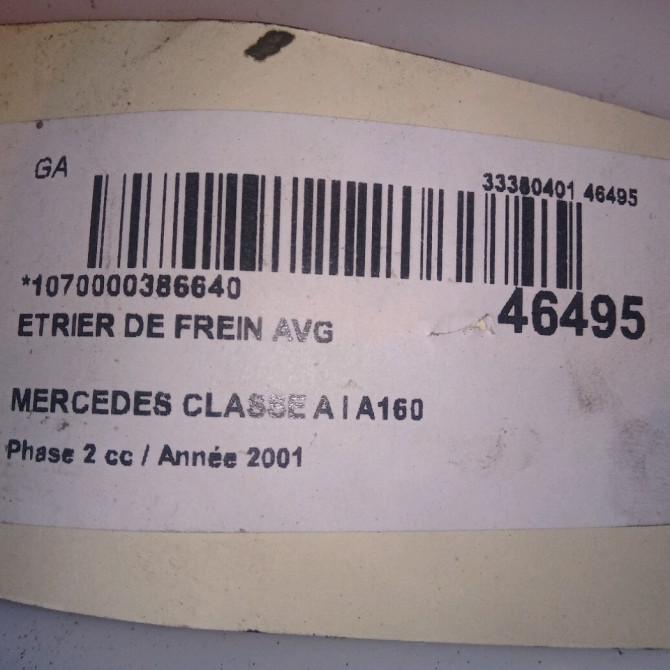 GA
33380401 46495
*1070000386640
46495
ETRIER DE FREIN AVG
MERCEDES CLASSE A I A160
Phase 2 cc / Année 2001